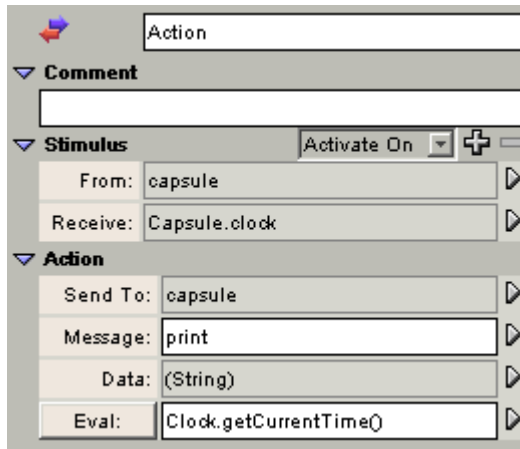 Action
Comment
Stimulus Activate On
From: capsule
Receive: Capsule.clock
Action
Send To: capsule
Message: print
Data: (String)
Eval: Clock.getCurrentTime()